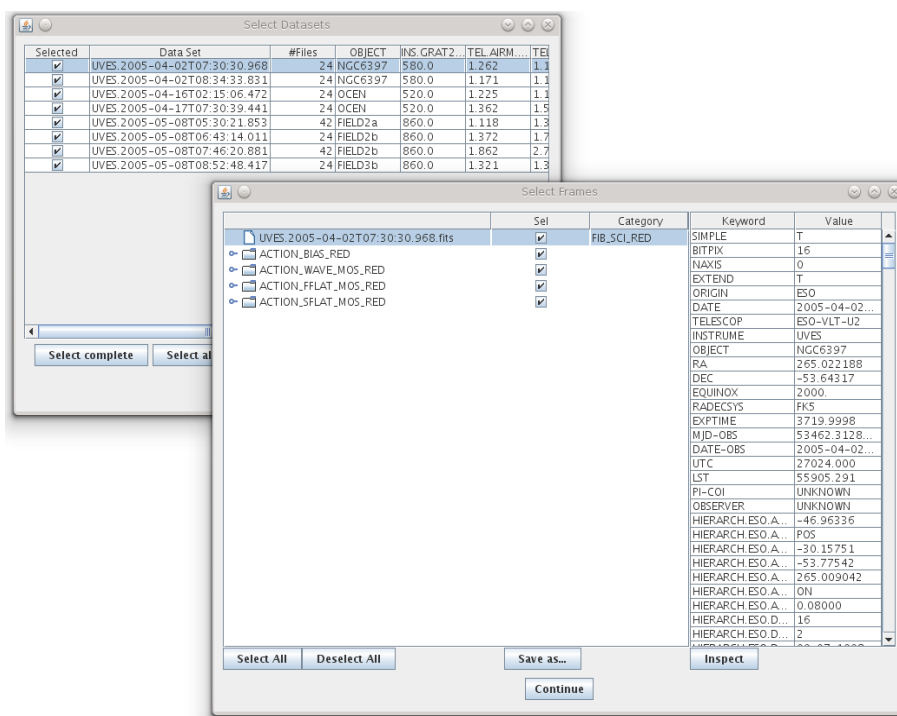 Select Datasets
Selected Data Set #Files OBJECT INS.GRAT2... TEL.AIRM.... TEL
UVES.2005-04-02T07:30:30.968 24 NGC6397 580.0 1.262 1.1
UVES.2005-04-02T08:34:33.831 24 NGC6397 580.0 1.171 1.1
UVES.2005-04-16T02:15:06.472 24 OCEN 520.0 1.225 1.1
UVES.2005-04-17T07:30:39.441 24 OCEN 520.0 1.362 1.5
UVES.2005-05-08T05:30:21.853 42 FIELD2a 860.0 1.118 1.3
UVES.2005-05-08T06:43:14.011 24 FIELD2b 860.0 1.372 1.7
UVES.2005-05-08T07:46:20.881 42 FIELD2b 860.0 1.862 2.7
UVES.2005-05-08T08:52:48.417 24 FIELD3b 860.0 1.321 1.3
Select complete Select al
Select Frames
Sel Category Keyword Value
UVES.2005-04-02T07:30:30.968.fits FIB_SCI_RED SIMPLE T
ACTION_BIAS_RED BITPIX 16
ACTION_WAVE_MOS_RED NAXIS 0
ACTION_FFLAT_MOS_RED EXTEND T
ACTION_SFLAT_MOS_RED ORIGIN ESO
DATE 2005-04-02...
TELESCOP ESO-VLT-U2
INSTRUME UVES
OBJECT NGC6397
RA 265.022188
DEC -53.64317
EQUINOX 2000.
RADECSYS FK5
EXPTIME 3719.9998
MJD-OBS 53462.3128...
DATE-OBS 2005-04-02...
UTC 27024.000
LST 55905.291
PI-COI UNKNOWN
OBSERVER UNKNOWN
HIERARCH.ESO.A... -46.96336
HIERARCH.ESO.A... POS
HIERARCH.ESO.A... -30.15751
HIERARCH.ESO.A... -53.77542
HIERARCH.ESO.A... 265.009042
HIERARCH.ESO.A... ON
HIERARCH.ESO.A... 0.08000
HIERARCH.ESO.D... 16
HIERARCH.ESO.D... 2
Select All Deselect All Save as... Inspect
Continue